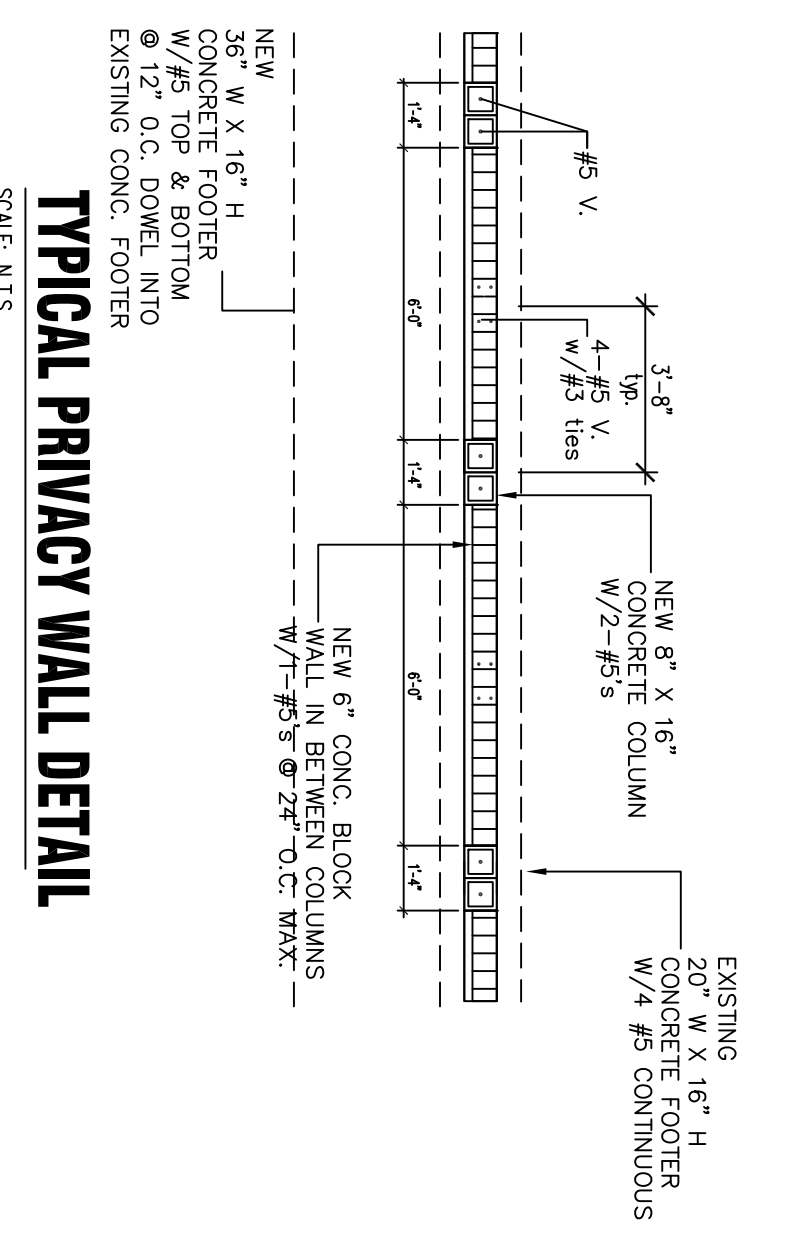 EXISTING
20" W X 16" H
CONCRETE FOOTER
W/4 #5 CONTINUOUS
NEW 8" X 16"
CONCRETE COLUMN
W/2-#5's
3'-8"
typ.
4-#5 V.
w/#3 ties
#5 V.
1'-4"
6'-0"
1'-4"
6'-0"
1'-4"
NEW 6" CONC. BLOCK
WALL IN BETWEEN COLUMNS
W/1-#5's @ 24" O.C. MAX.
NEW
36" W X 16" H
CONCRETE FOOTER
W/#5 TOP & BOTTOM
@ 12" O.C. DOWEL INTO
EXISTING CONC. FOOTER
TYPICAL PRIVACY WALL DETAIL
SCALE: N.T.S